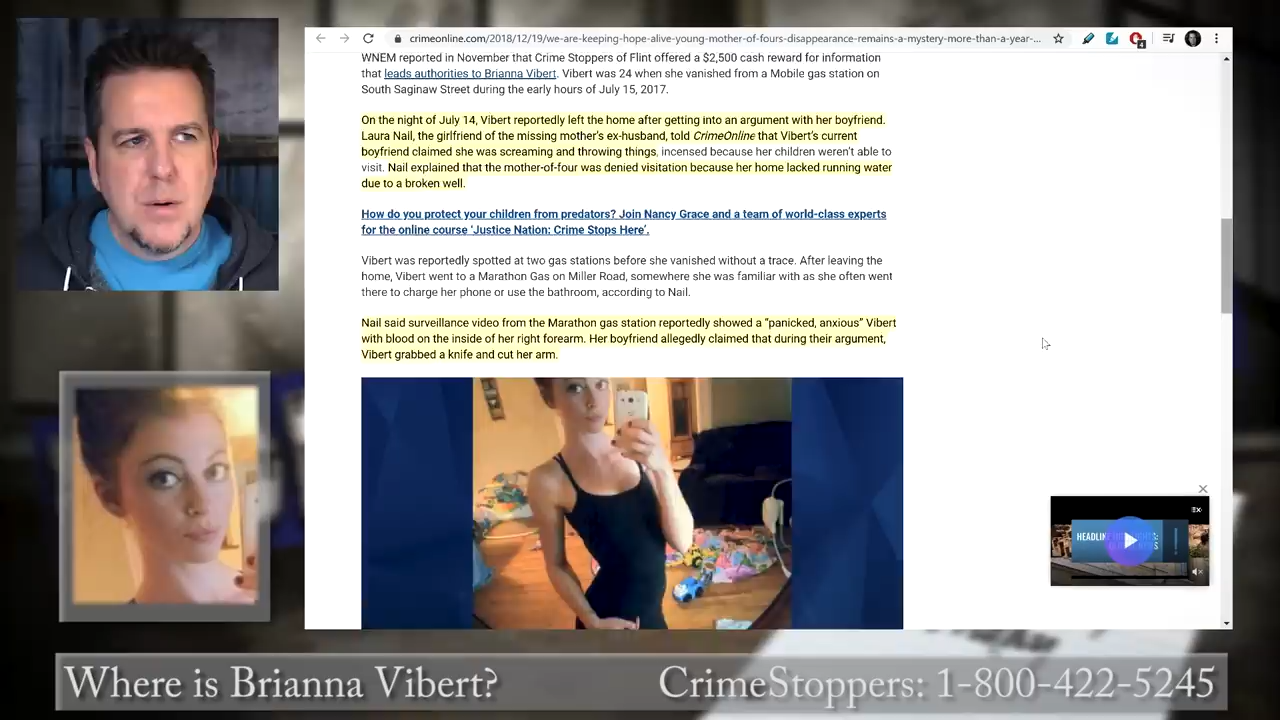 crimeonline.com/2018/12/19/we-are-keeping-hope-alive-young-mother-of-fours-disappearance-remains-a-mystery-more-than-a-year-...
4
WNEM reported in November that Crime Stoppers of Flint offered a $2,500 cash reward for information
that leads authorities to Brianna Vibert. Vibert was 24 when she vanished from a Mobile gas station on
South Saginaw Street during the early hours of July 15, 2017.
On the night of July 14, Vibert reportedly left the home after getting into an argument with her boyfriend.
Laura Nail, the girlfriend of the missing mother's ex-husband, told CrimeOnline that Vibert's current
boyfriend claimed she was screaming and throwing things, incensed because her children weren't able to
visit. Nail explained that the mother-of-four was denied visitation because her home lacked running water
due to a broken well.
How do you protect your children from predators? Join Nancy Grace and a team of world-class experts
for the online course 'Justice Nation: Crime Stops Here'.
Vibert was reportedly spotted at two gas stations before she vanished without a trace. After leaving the
home, Vibert went to a Marathon Gas on Miller Road, somewhere she was familiar with as she often went
there to charge her phone or use the bathroom, according to Nail.
Nail said surveillance video from the Marathon gas station reportedly showed a "panicked, anxious" Vibert
with blood on the inside of her right forearm. Her boyfriend allegedly claimed that during their argument,
Vibert grabbed a knife and cut her arm.
Where is Brianna Vibert?
CrimeStoppers: 1-800-422-5245